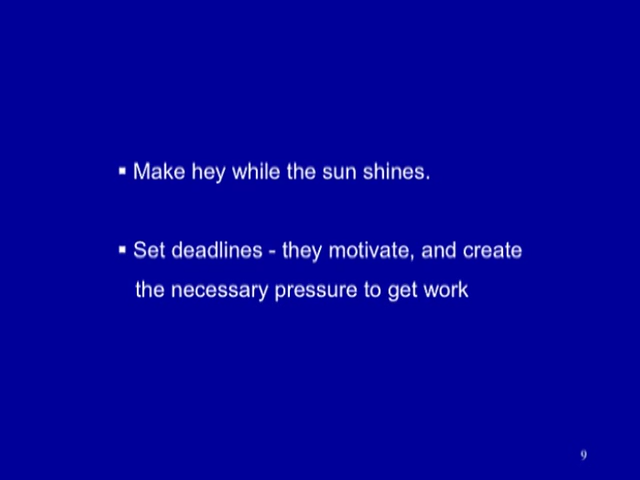 ▪ Make hey while the sun shines.
▪ Set deadlines - they motivate, and create
the necessary pressure to get work
9